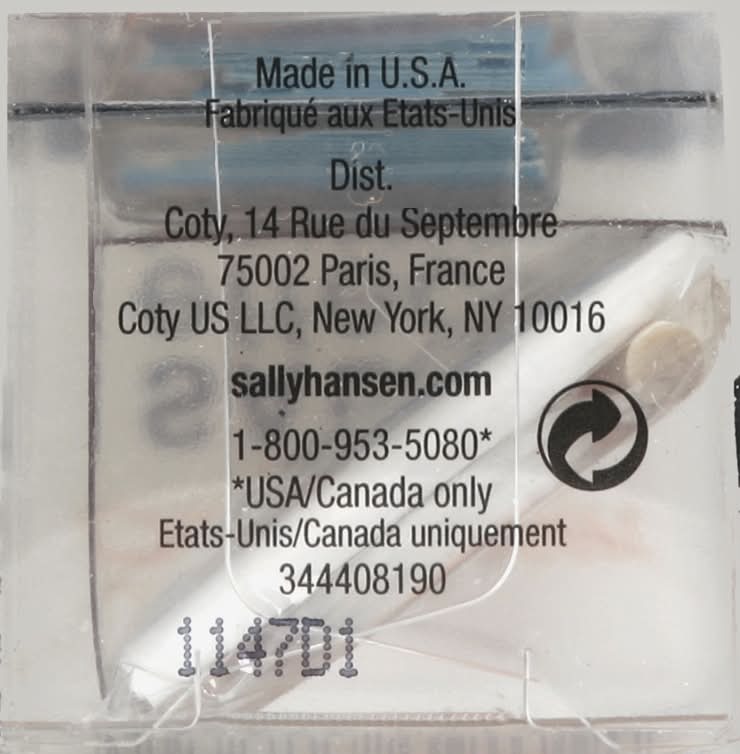 Made in U.S.A.
Fabriqué aux Etats-Unis
Dist.
Coty, 14 Rue du Septembre
75002 Paris, France
Coty US LLC, New York, NY 10016
sallyhansen.com
1-800-953-5080*
*USA/Canada only
Etats-Unis/Canada uniquement
344408190
1147D1